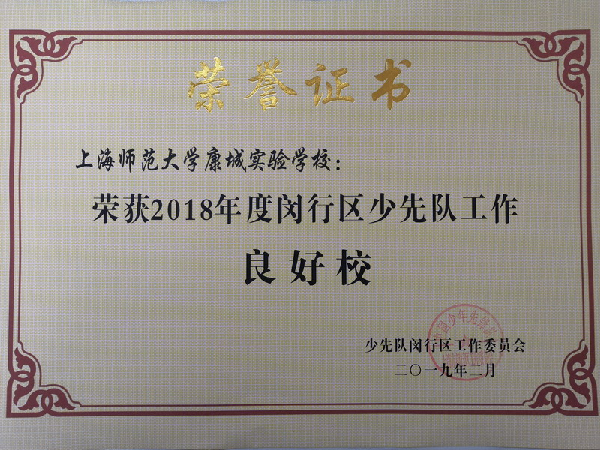 荣誉证书
上海师范大学康城实验学校：
荣获2018年度闵行区少先队工作
良好校
少先队闵行区工作委员会
二〇一九年二月